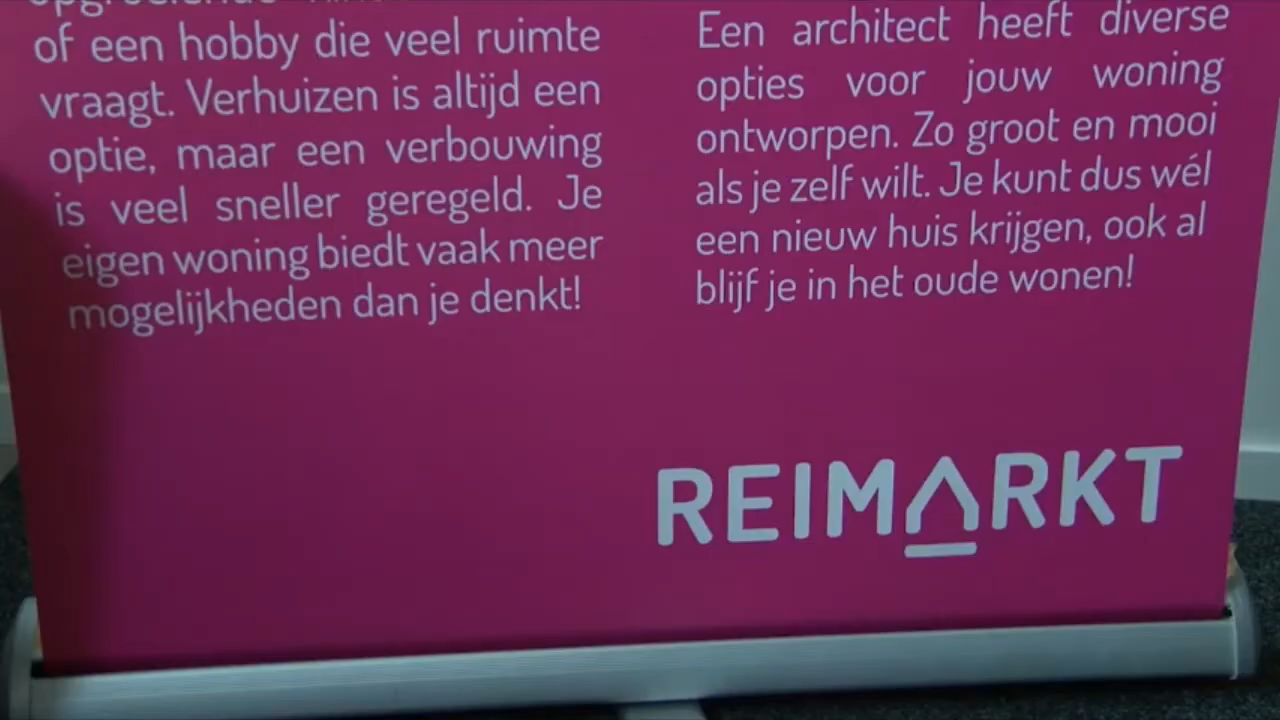 of een hobby die veel ruimte
vraagt. Verhuizen is altijd een
optie, maar een verbouwing
is veel sneller geregeld. Je
eigen woning biedt vaak meer
mogelijkheden dan je denkt!
Een architect heeft diverse
opties voor jouw woning
ontworpen. Zo groot en mooi
als je zelf wilt. Je kunt dus wél
een nieuw huis krijgen, ook al
blijf je in het oude wonen!
REIMARKT